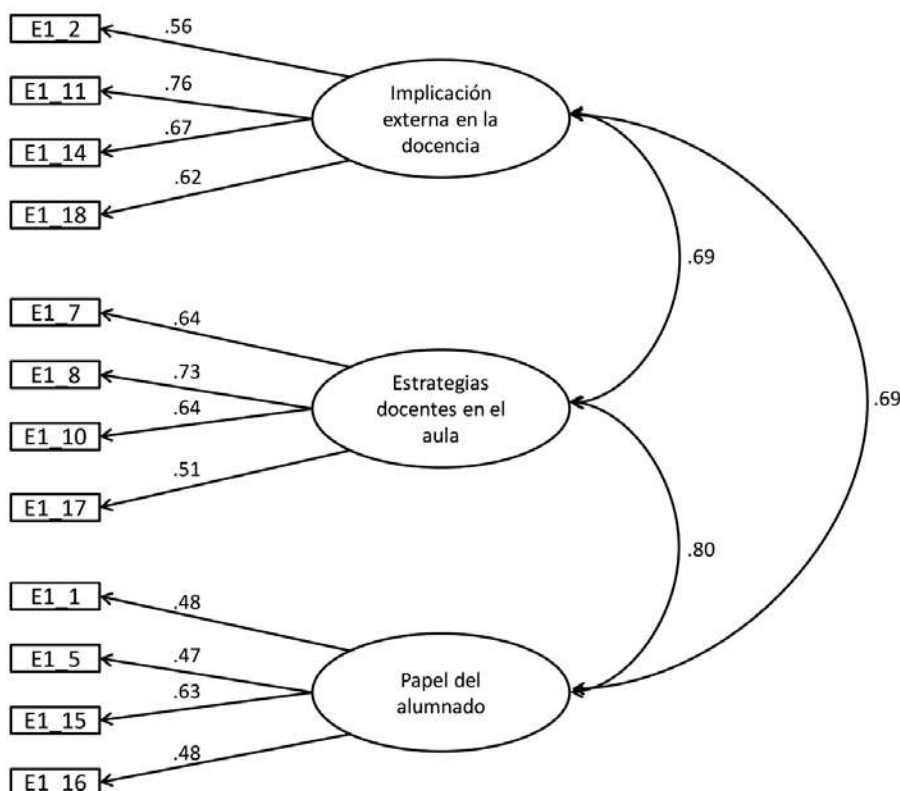 E1_2
.56
E1_11
.76
E1_14
.67
E1_18
.62
Implicación
externa en la
docencia
.69
E1_7
.64
E1_8
.73
E1_10
.64
E1_17
.51
Estrategias
docentes en el
aula
.69
.80
E1_1
.48
E1_5
.47
E1_15
.63
E1_16
.48
Papel del
alumnado